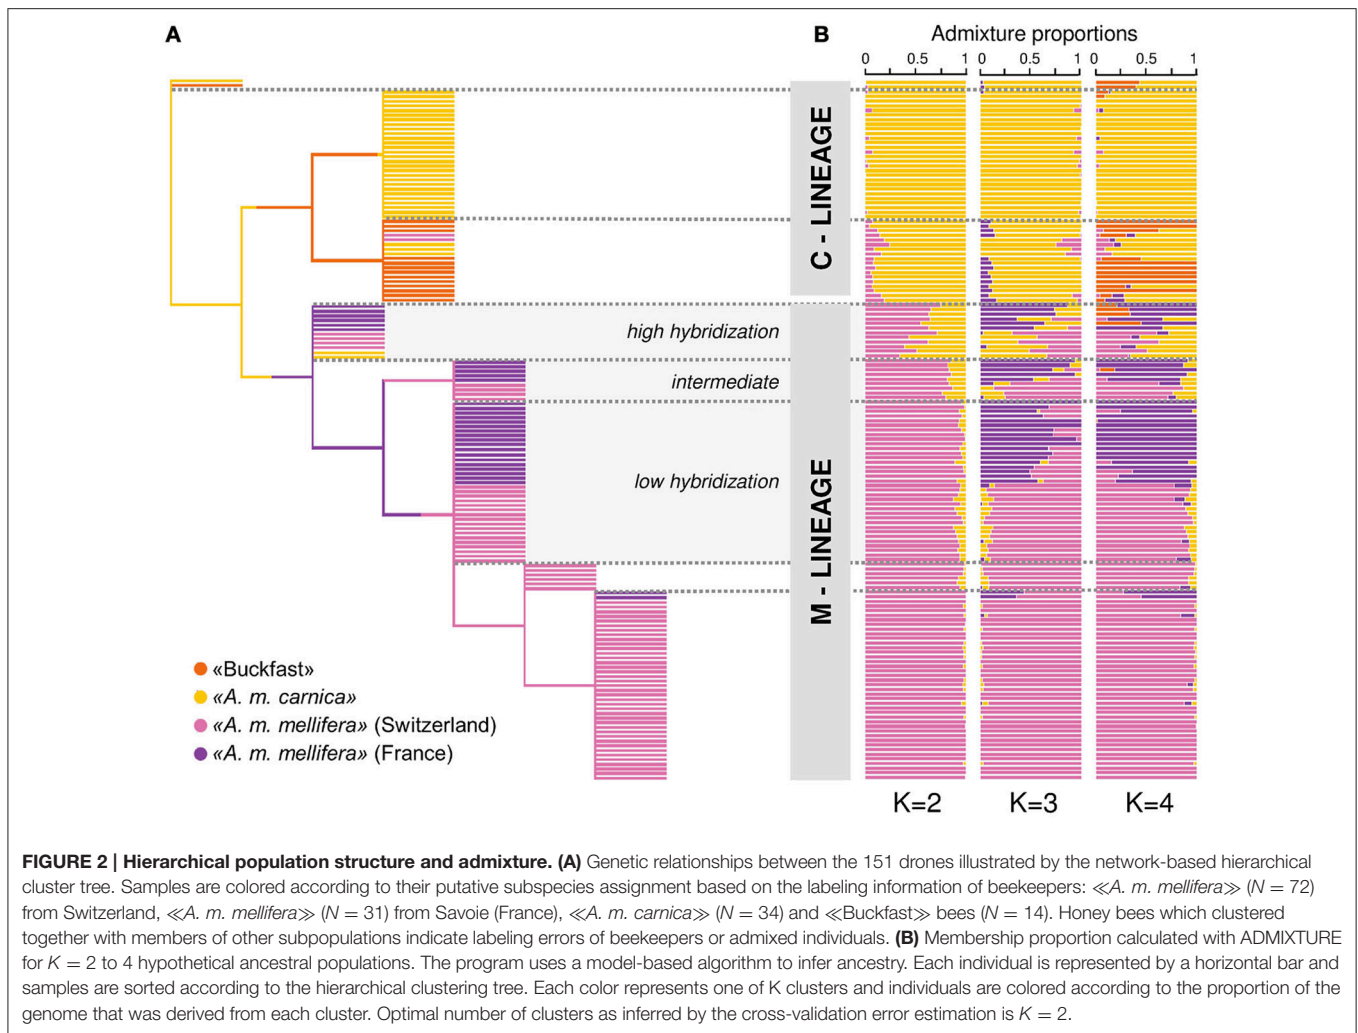 A
B
Admixture proportions
0 0.5 1 0 0.5 1 0 0.5 1
C - LINEAGE
high hybridization
intermediate
low hybridization
M - LINEAGE
«Buckfast»
«A. m. carnica»
«A. m. mellifera» (Switzerland)
«A. m. mellifera» (France)
K=2 K=3 K=4
FIGURE 2 | Hierarchical population structure and admixture. (A) Genetic relationships between the 151 drones illustrated by the network-based hierarchical
cluster tree. Samples are colored according to their putative subspecies assignment based on the labeling information of beekeepers: ≪A. m. mellifera≫ (N = 72)
from Switzerland, ≪A. m. mellifera≫ (N = 31) from Savoie (France), ≪A. m. carnica≫ (N = 34) and ≪Buckfast≫ bees (N = 14). Honey bees which clustered
together with members of other subpopulations indicate labeling errors of beekeepers or admixed individuals. (B) Membership proportion calculated with ADMIXTURE
for K = 2 to 4 hypothetical ancestral populations. The program uses a model-based algorithm to infer ancestry. Each individual is represented by a horizontal bar and
samples are sorted according to the hierarchical clustering tree. Each color represents one of K clusters and individuals are colored according to the proportion of the
genome that was derived from each cluster. Optimal number of clusters as inferred by the cross-validation error estimation is K = 2.